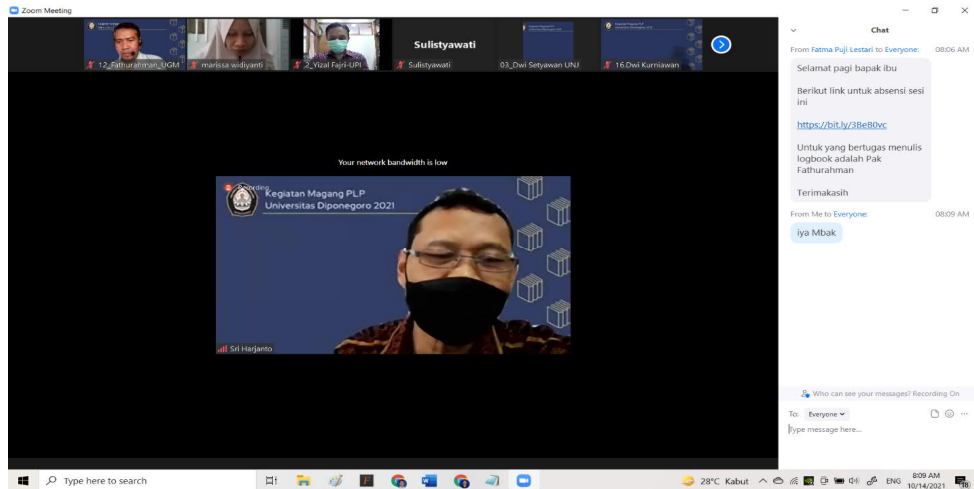 Zoom Meeting
12_Fathurahman_UGM
marissa widiyanti
2_Yizal Fajri-UPI
Sulistyawati
Sulistyawati
03_Dwi Setyawan UNJ
16.Dwi Kurniawan
Your network bandwidth is low
Recording
Kegiatan Magang PLP
Universitas Diponegoro 2021
Sri Harjanto
Chat
From Fatma Puji Lestari to Everyone: 08:06 AM
Selamat pagi bapak ibu
Berikut link untuk absensi sesi
ini
https://bit.ly/3BeB0vc
Untuk yang bertugas menulis
logbook adalah Pak
Fathurahman
Terimakasih
From Me to Everyone: 08:09 AM
iya Mbak
Who can see your messages? Recording On
To: Everyone
Type message here...
Type here to search
28°C Kabut
ENG
8:09 AM
10/14/2021